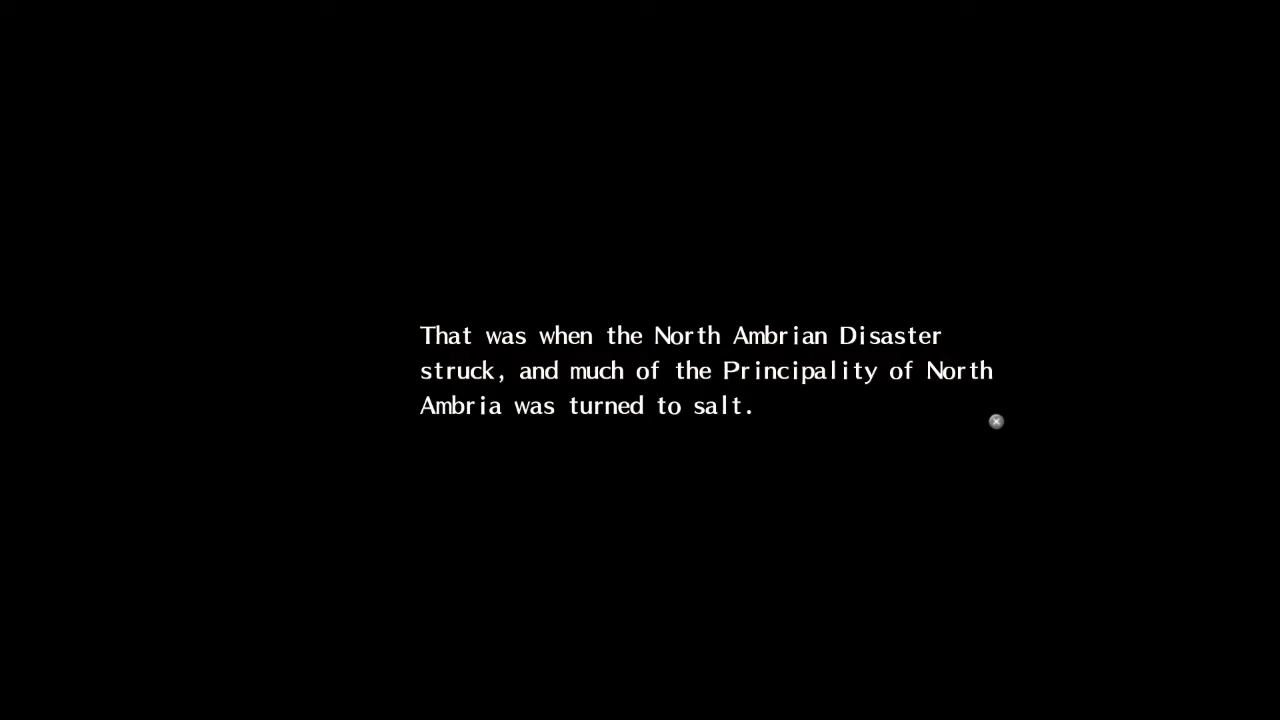 That was when the North Ambrian Disaster
struck, and much of the Principality of North
Ambria was turned to salt.